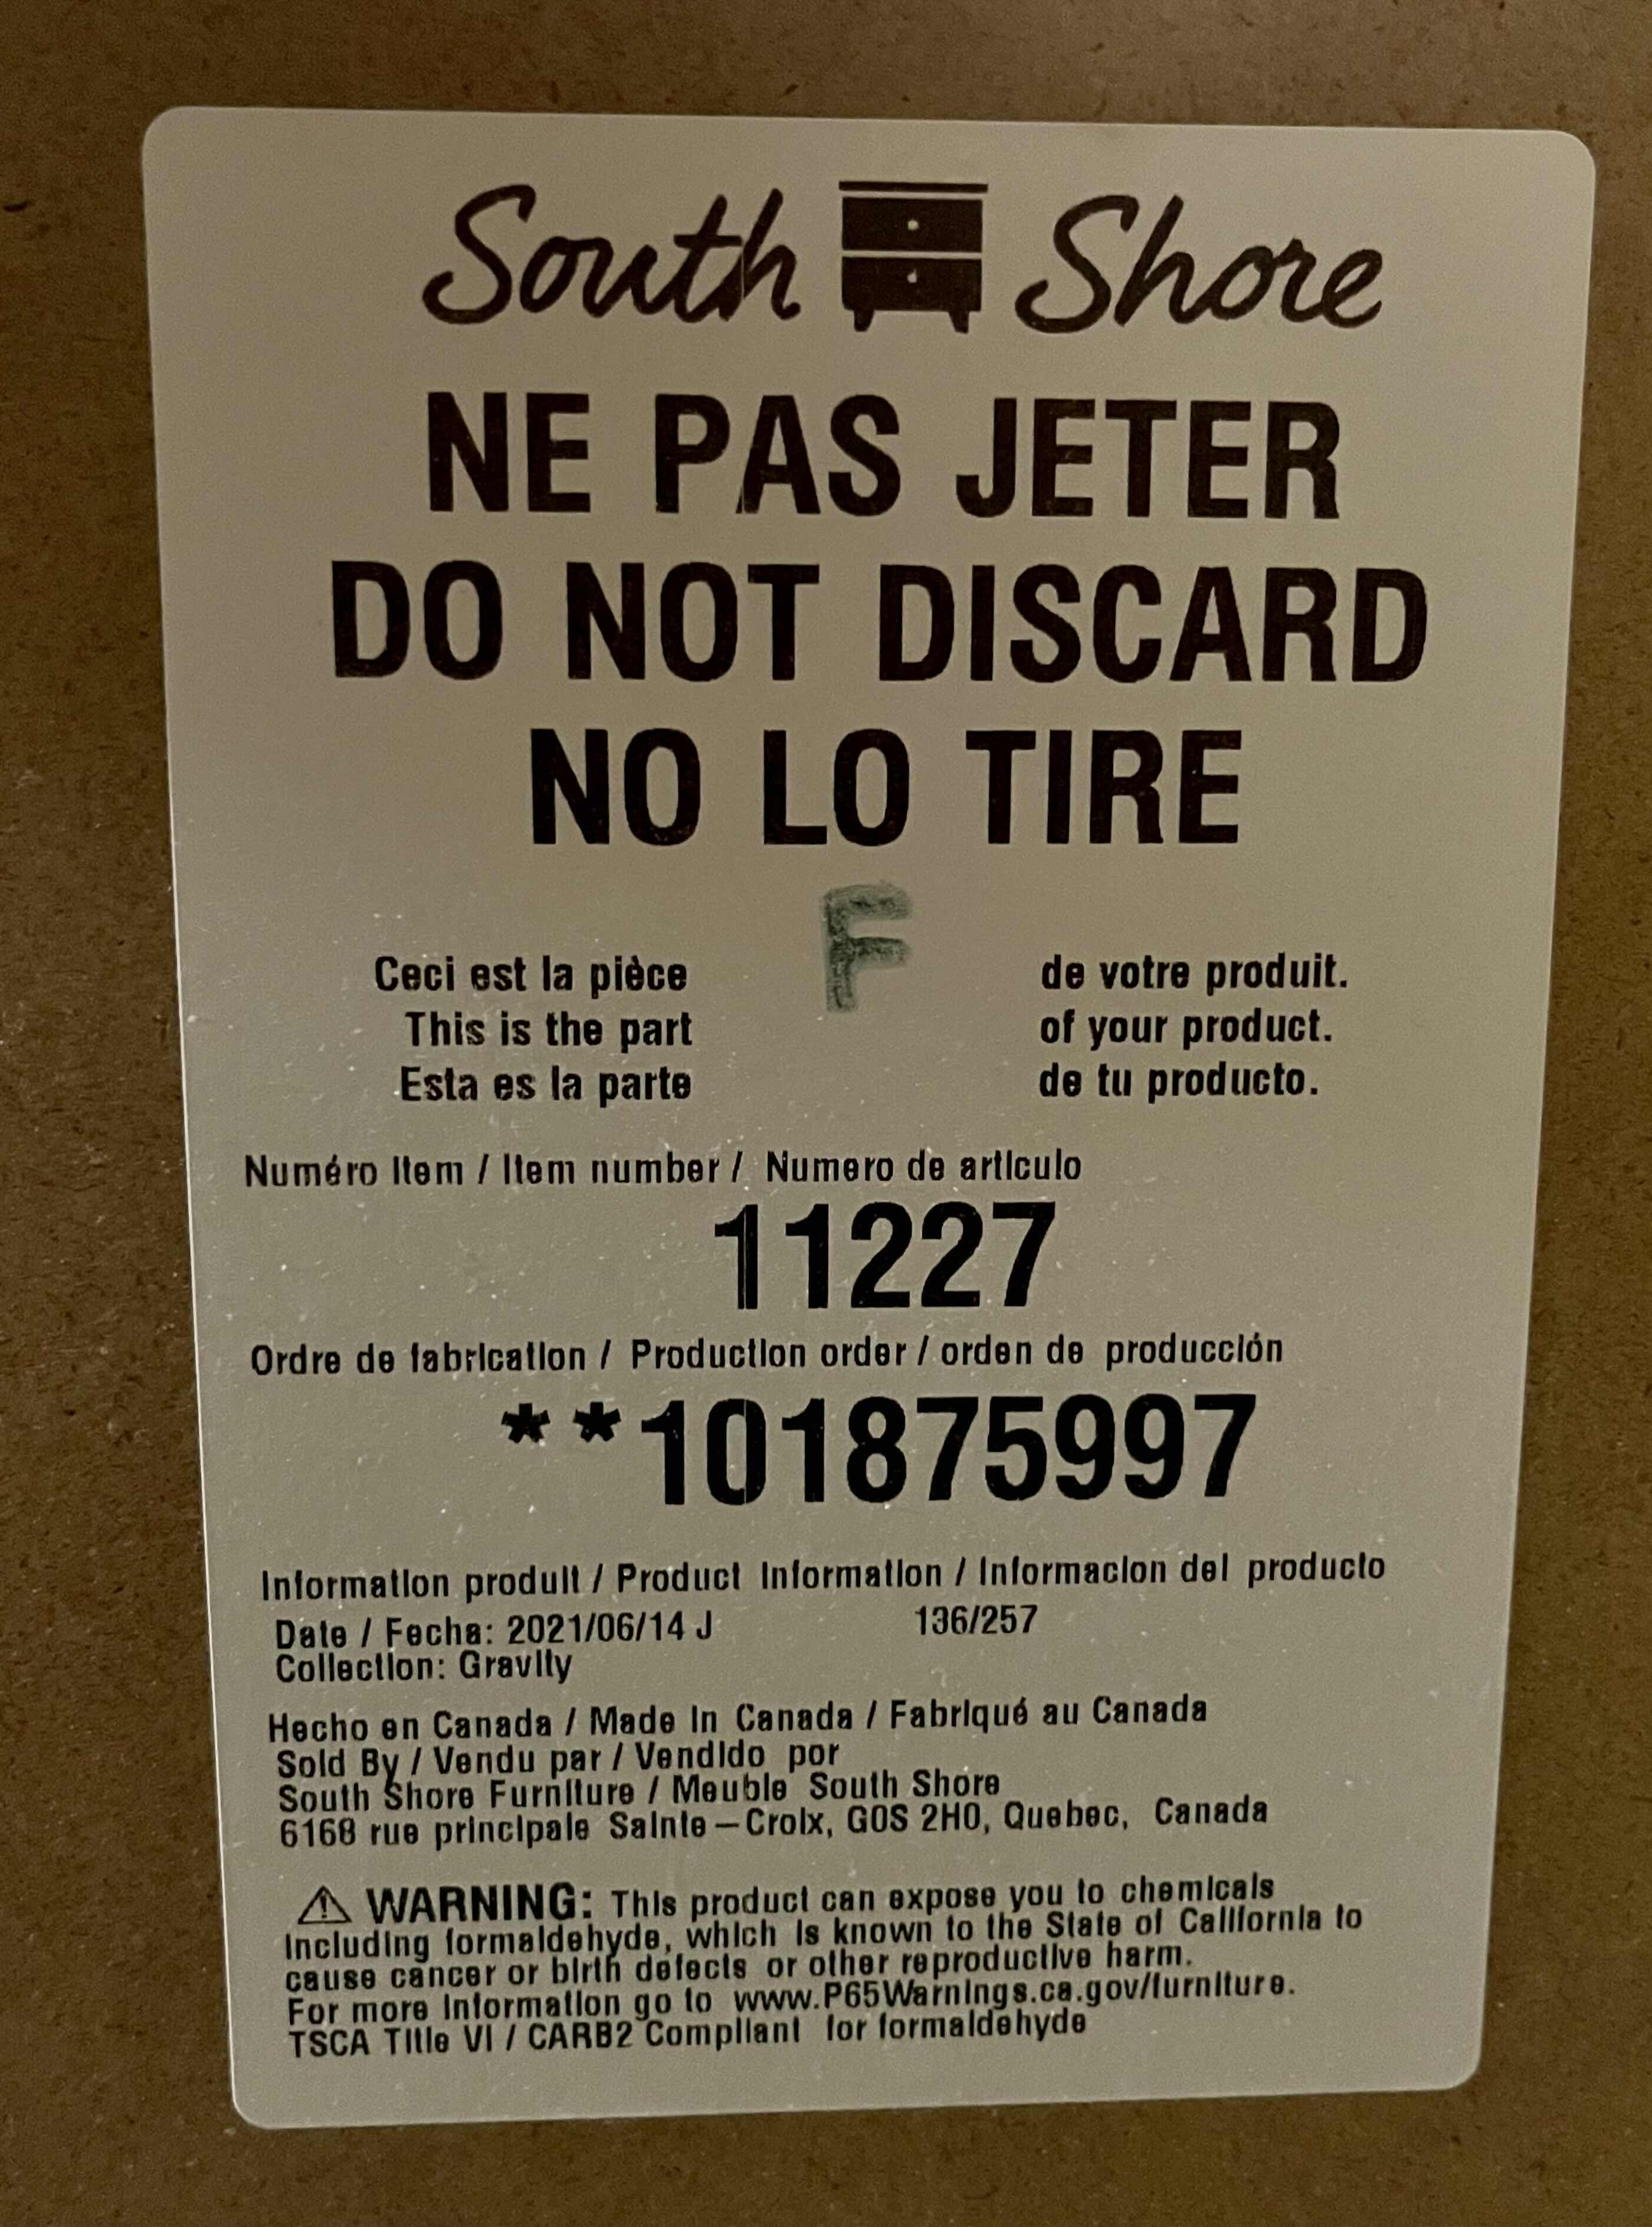 South Shore
NE PAS JETER
DO NOT DISCARD
NO LO TIRE
F
Ceci est la pièce de votre produit.
This is the part of your product.
Esta es la parte de tu producto.
Numéro Item / Item number / Numero de articulo
11227
Ordre de fabrication / Production order / orden de producción
**101875997
Information produit / Product Information / Informacion del producto
Date / Fecha: 2021/06/14 J 136/257
Collection: Gravity
Hecho en Canada / Made in Canada / Fabriqué au Canada
Sold By / Vendu par / Vendido por
South Shore Furniture / Meuble South Shore
6168 rue principale Sainte-Croix, G0S 2H0, Quebec, Canada
⚠ WARNING: This product can expose you to chemicals
including formaldehyde, which is known to the State of California to
cause cancer or birth defects or other reproductive harm.
For more information go to www.P65Warnings.ca.gov/furniture.
TSCA Title VI / CARB2 Compliant for formaldehyde